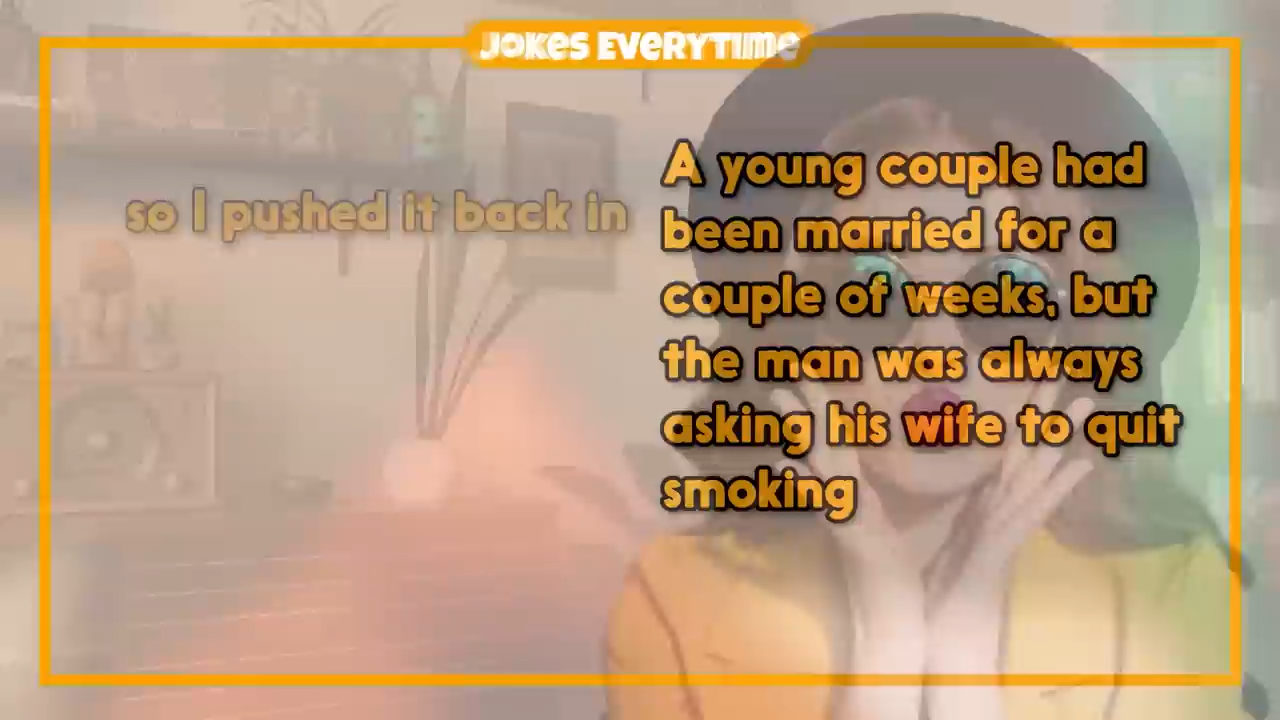 Jokes Everytime
so I pushed it back in
A young couple had
been married for a
couple of weeks, but
the man was always
asking his wife to quit
smoking